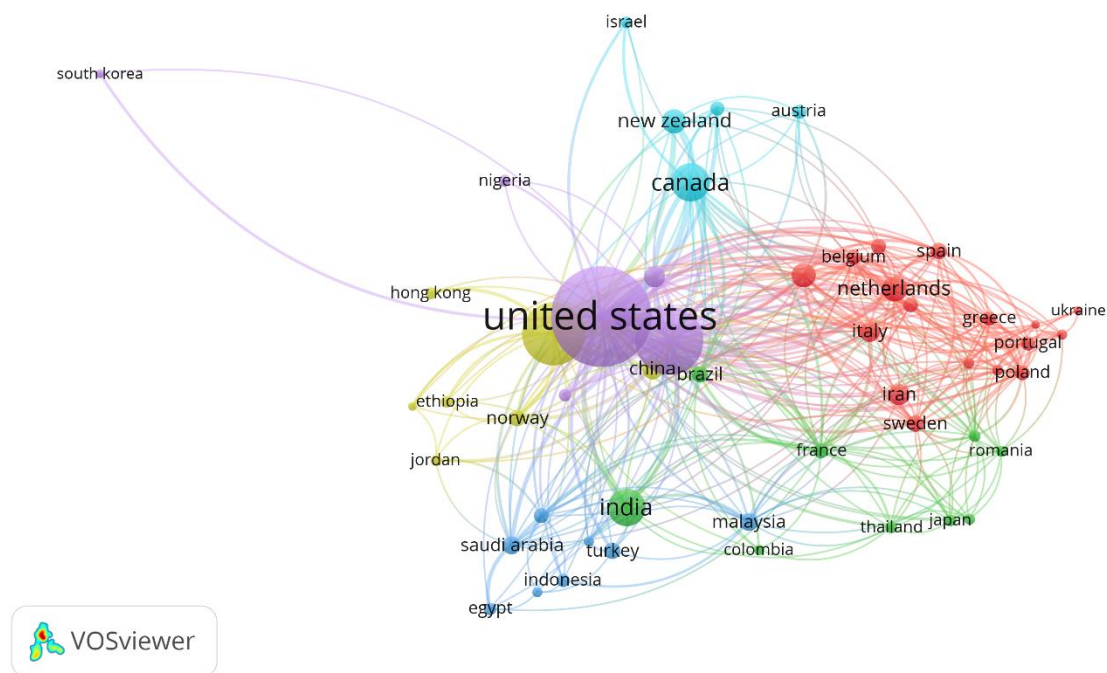 israel
south korea
new zealand
austria
nigeria
canada
belgium
spain
hong kong
netherlands
united states
greece
ukraine
italy
portugal
china
brazil
poland
ethiopia
iran
norway
sweden
jordan
france
romania
india
saudi arabia
turkey
malaysia
thailand
japan
colombia
indonesia
egypt
VOSviewer